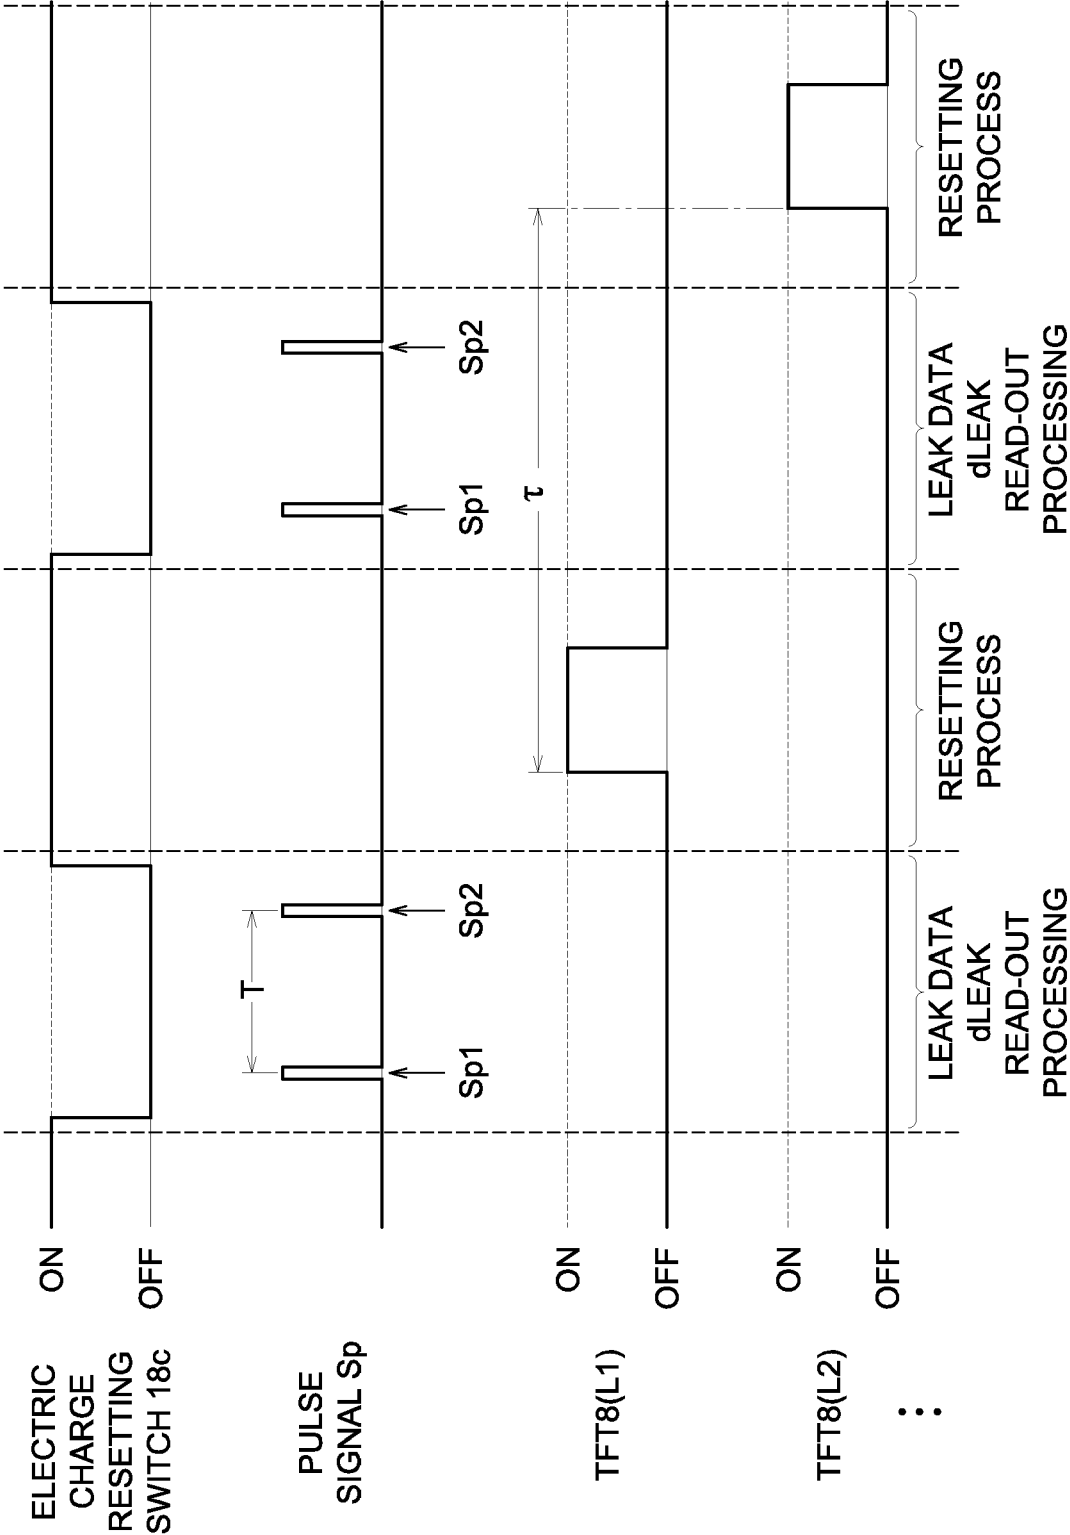 ELECTRIC
CHARGE
RESETTING
SWITCH 18c
ON
OFF
PULSE
SIGNAL Sp
T
Sp1
Sp2
Sp1
Sp2
TFT8(L1)
ON
OFF
τ
TFT8(L2)
ON
OFF
LEAK DATA
dLEAK
READ-OUT
PROCESSING
RESETTING
PROCESS
LEAK DATA
dLEAK
READ-OUT
PROCESSING
RESETTING
PROCESS